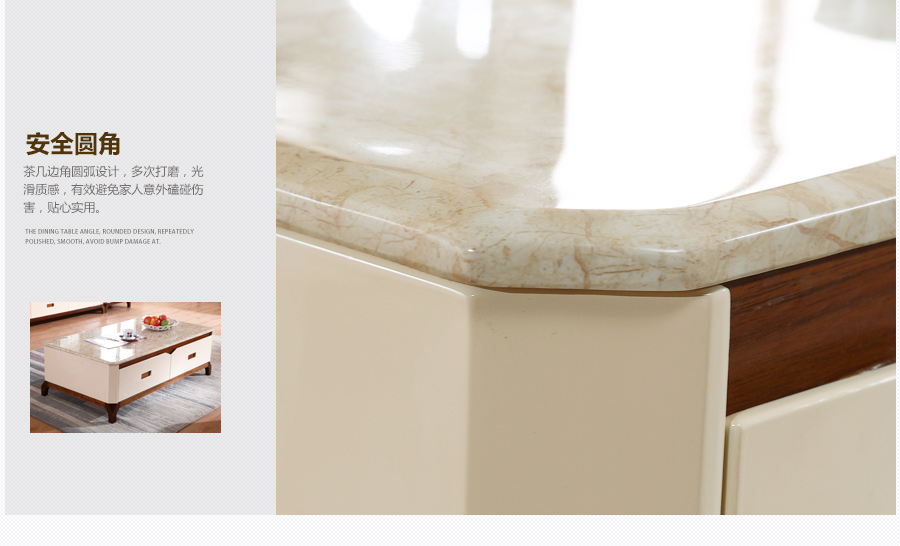 安全圆角
茶几边角圆弧设计，多次打磨，光
滑质感，有效避免家人意外磕碰伤
害，贴心实用。
THE DINING TABLE ANGLE, ROUNDED DESIGN, REPEATEDLY
POLISHED, SMOOTH, AVOID BUMP DAMAGE AT.